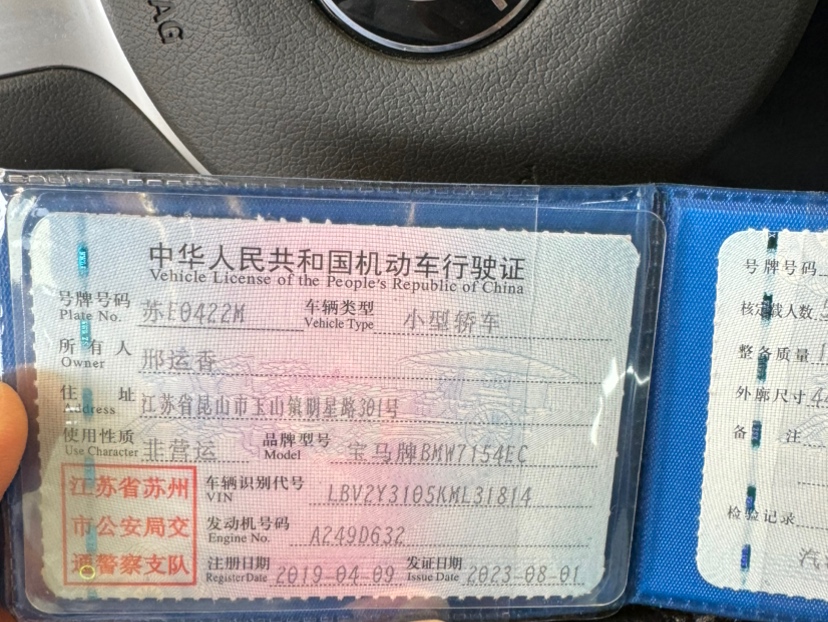 AG
中华人民共和国机动车行驶证
Vehicle License of the People's Republic of China
号牌号码 苏E0422M 车辆类型 小型轿车
Plate No. Vehicle Type
所有人 邢运香
Owner
住址 江苏省昆山市玉山镇明星路301号
Address
使用性质 非营运 品牌型号 宝马牌BMW7154EC
Use Character Model
江苏省苏州
市公安局交
通警察支队
车辆识别代号 LBV2Y3105KML31814
VIN
发动机号码 A249D632
Engine No.
注册日期 2019-04-09 发证日期 2023-08-01
Register Date Issue Date
号牌号码
核定载人数
整备质量
外廓尺寸
备注
检验记录